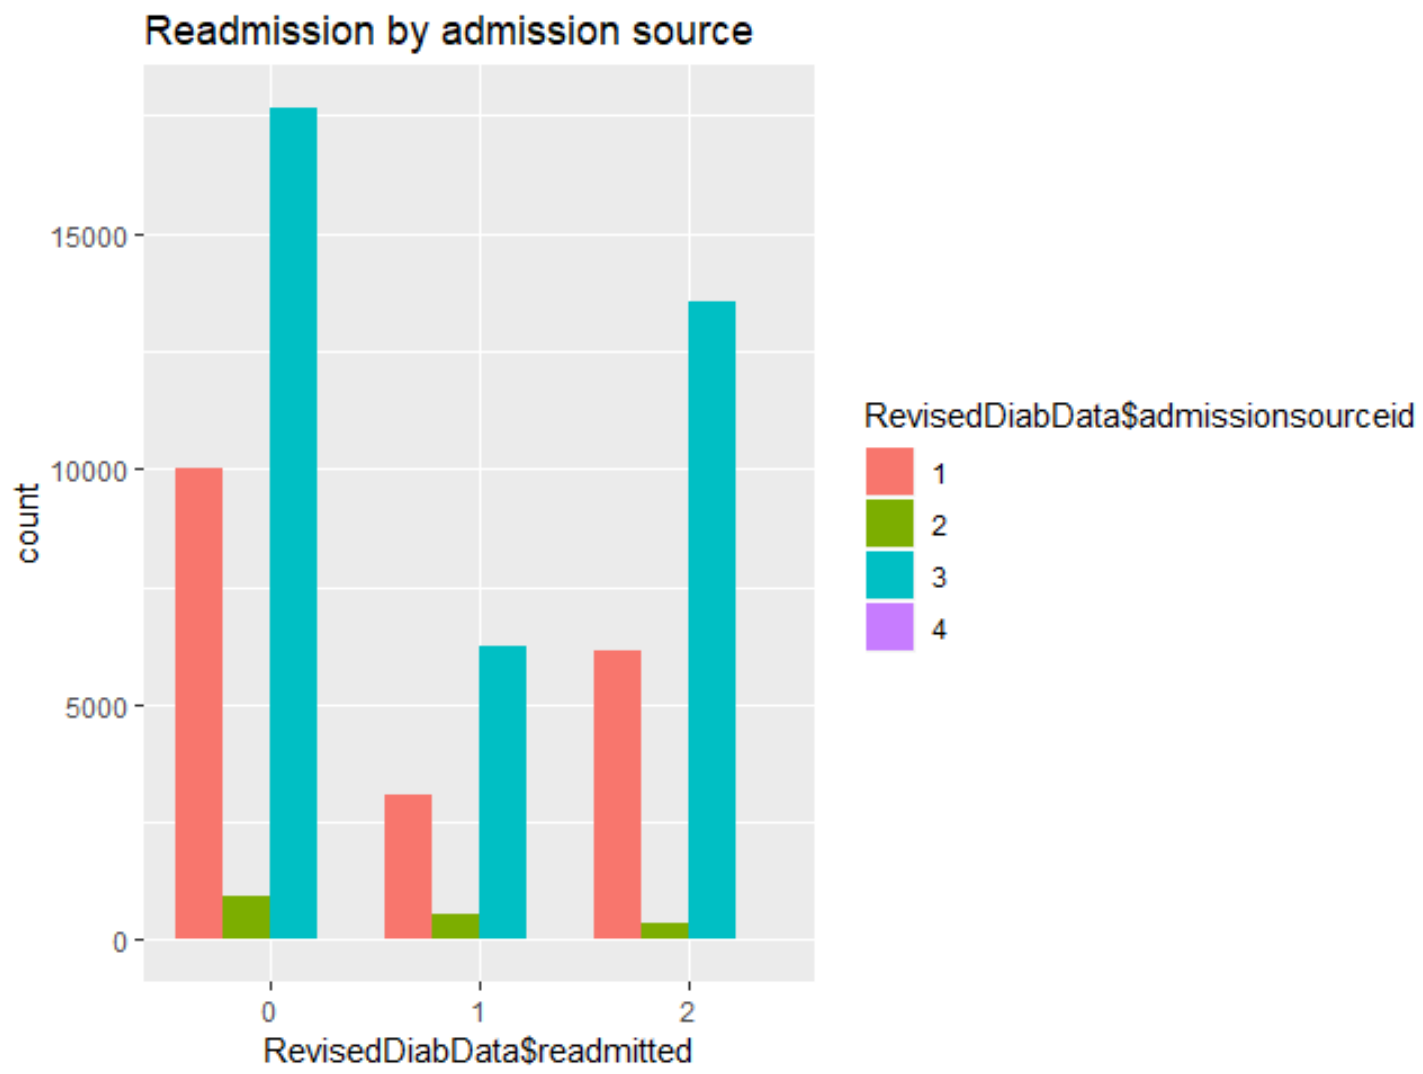 Readmission by admission source
15000
10000
5000
0
count
0 1 2
RevisedDiabData$readmitted
RevisedDiabData$admissionsourceid
1
2
3
4